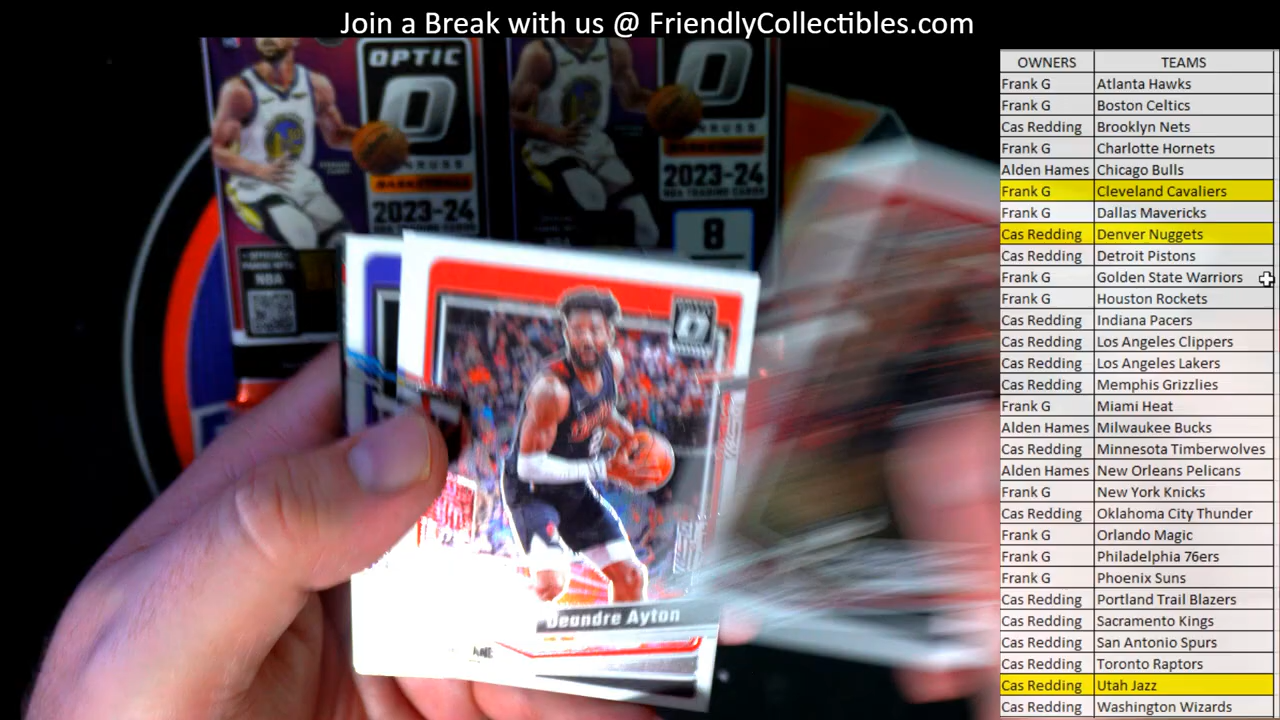 Join a Break with us @ FriendlyCollectibles.com
OPTIC
2023-24
2023-24
NBA TRADING CARDS
8
NBA
Deondre Ayton
OWNERS TEAMS
Frank G Atlanta Hawks
Frank G Boston Celtics
Cas Redding Brooklyn Nets
Frank G Charlotte Hornets
Alden Hames Chicago Bulls
Frank G Cleveland Cavaliers
Frank G Dallas Mavericks
Cas Redding Denver Nuggets
Cas Redding Detroit Pistons
Frank G Golden State Warriors
Frank G Houston Rockets
Cas Redding Indiana Pacers
Cas Redding Los Angeles Clippers
Cas Redding Los Angeles Lakers
Cas Redding Memphis Grizzlies
Frank G Miami Heat
Alden Hames Milwaukee Bucks
Cas Redding Minnesota Timberwolves
Alden Hames New Orleans Pelicans
Frank G New York Knicks
Cas Redding Oklahoma City Thunder
Frank G Orlando Magic
Frank G Philadelphia 76ers
Frank G Phoenix Suns
Cas Redding Portland Trail Blazers
Cas Redding Sacramento Kings
Cas Redding San Antonio Spurs
Cas Redding Toronto Raptors
Cas Redding Utah Jazz
Cas Redding Washington Wizards